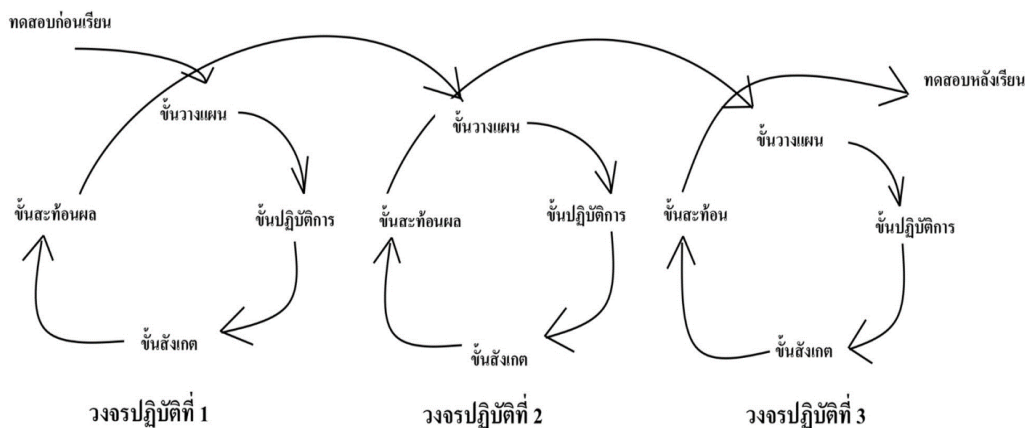 ทดสอบก่อนเรียน
ทดสอบหลังเรียน
ขั้นวางแผน
ขั้นวางแผน
ขั้นวางแผน
ขั้นสะท้อนผล
ขั้นปฏิบัติการ
ขั้นสะท้อนผล
ขั้นปฏิบัติการ
ขั้นสะท้อน
ขั้นปฏิบัติการ
ขั้นสังเกต
ขั้นสังเกต
ขั้นสังเกต
วงจรปฏิบัติที่ 1
วงจรปฏิบัติที่ 2
วงจรปฏิบัติที่ 3